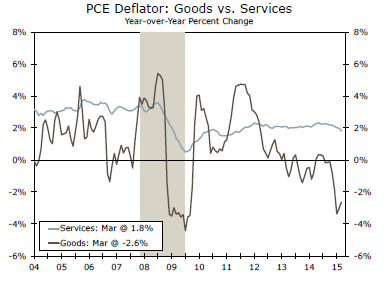 PCE Deflator: Goods vs. Services
Year-over-Year Percent Change
8% 8%
6% 6%
4% 4%
2% 2%
0% 0%
-2% -2%
-4% -4%
-6% -6%
Services: Mar @ 1.8%
Goods: Mar @ -2.6%
04 05 06 07 08 09 10 11 12 13 14 15